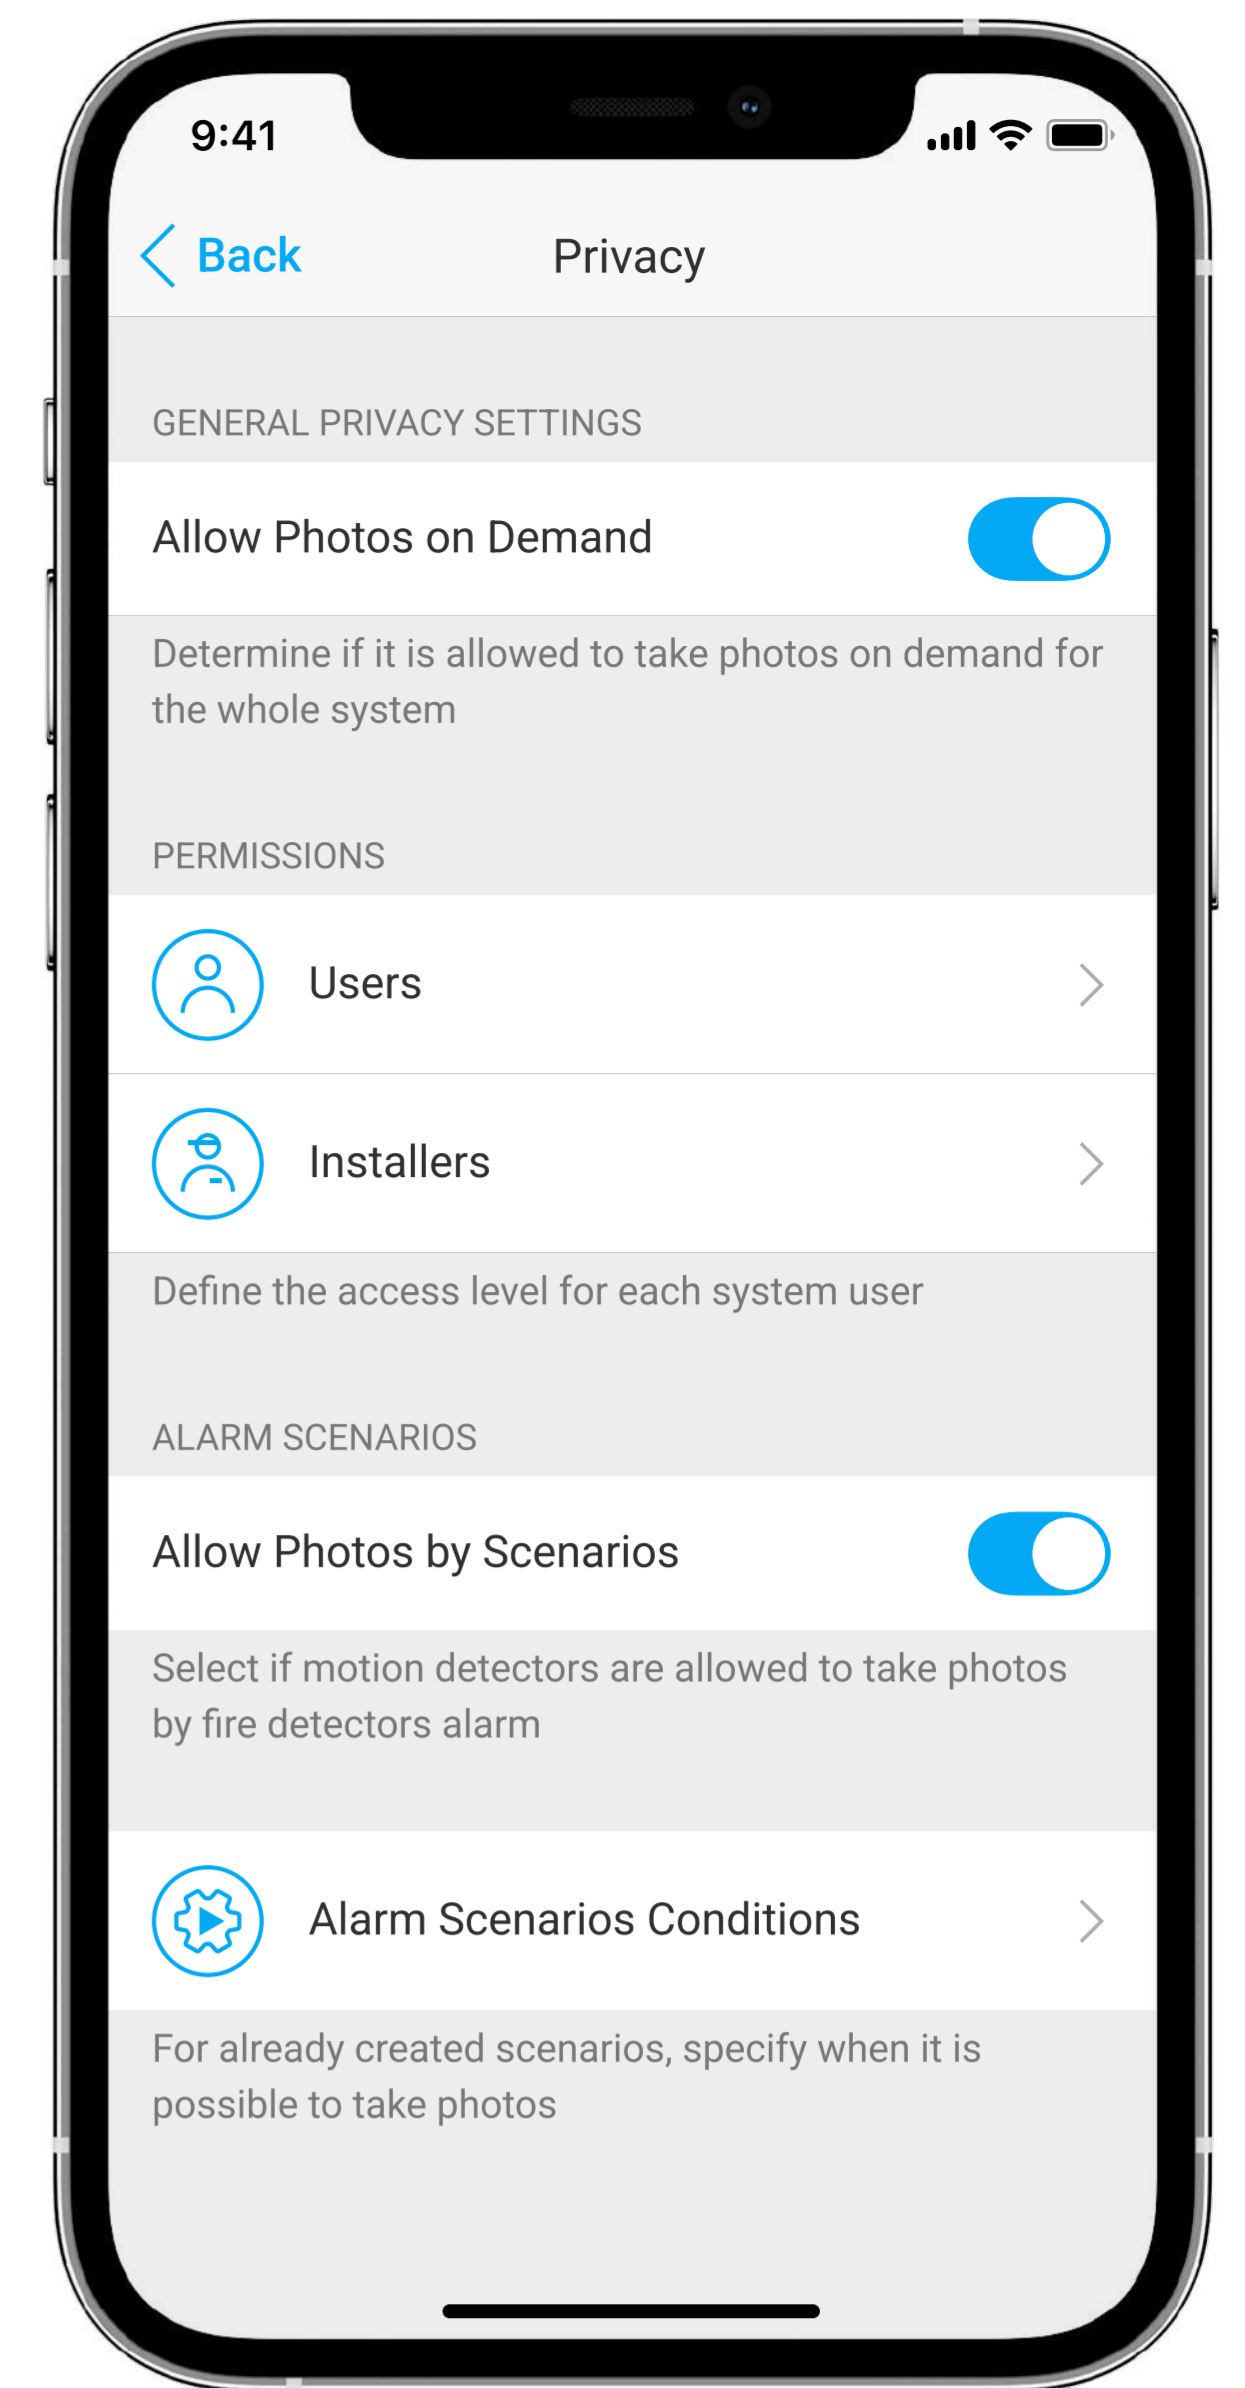 9:41
Back
Privacy
GENERAL PRIVACY SETTINGS
Allow Photos on Demand
Determine if it is allowed to take photos on demand for
the whole system
PERMISSIONS
Users
Installers
Define the access level for each system user
ALARM SCENARIOS
Allow Photos by Scenarios
Select if motion detectors are allowed to take photos
by fire detectors alarm
Alarm Scenarios Conditions
For already created scenarios, specify when it is
possible to take photos